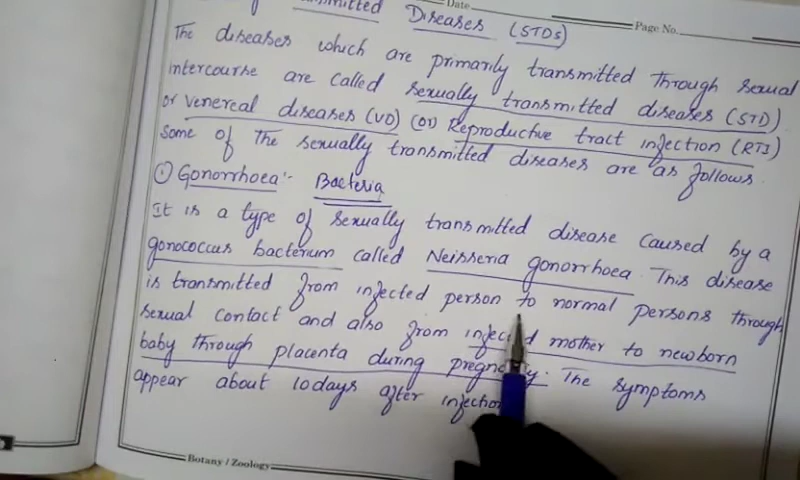 Date
Page No.
Transmitted Diseases (STDs)
The diseases which are primarily transmitted through sexual
intercourse are called sexually transmitted diseases (STD)
or venereal diseases (VD) (or) Reproductive tract infection (RTI)
Some of the sexually transmitted diseases are as follows
① Gonorrhoea :- Bacteria
It is a type of sexually transmitted disease caused by a
gonococcus bacterium called Neisseria gonorrhoea. This disease
is transmitted from infected person to normal persons through
sexual contact and also from infected mother to newborn
baby through placenta during pregnancy. The symptoms
appear about 10days after infection
Botany / Zoology